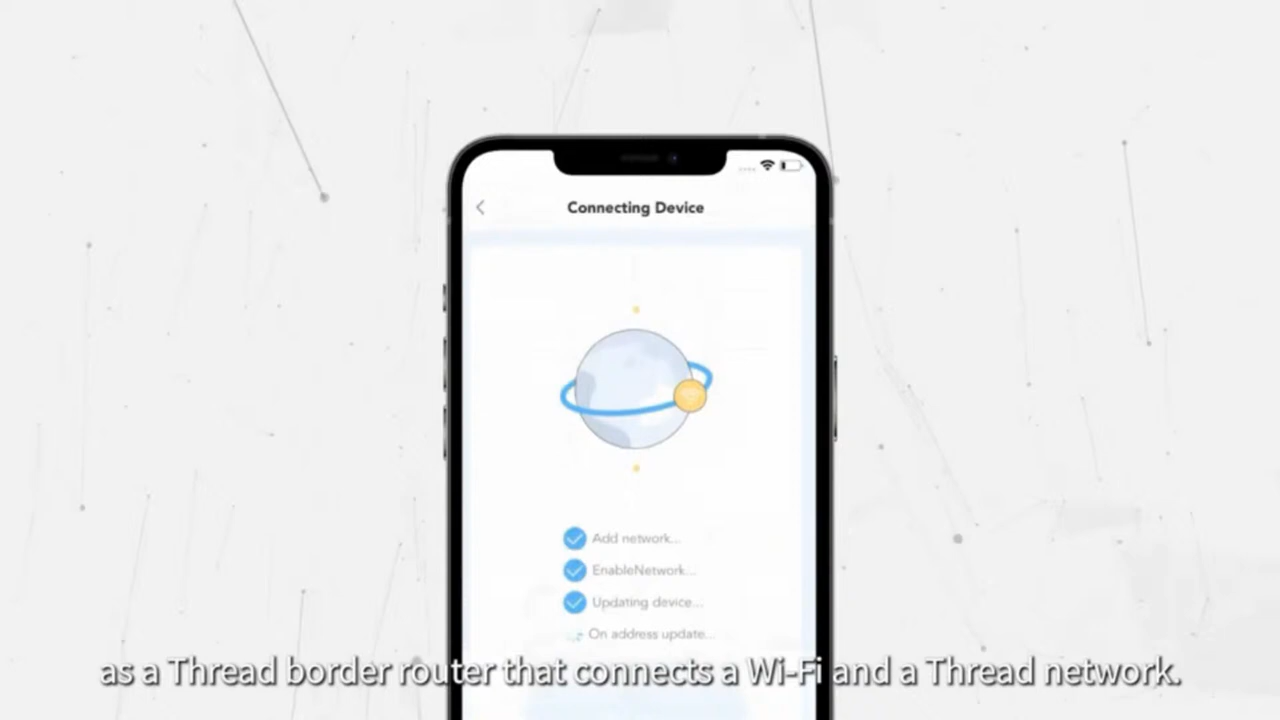 Connecting Device
Add network...
EnableNetwork...
Updating device...
On address update...
as a Thread border router that connects a Wi-Fi and a Thread network.